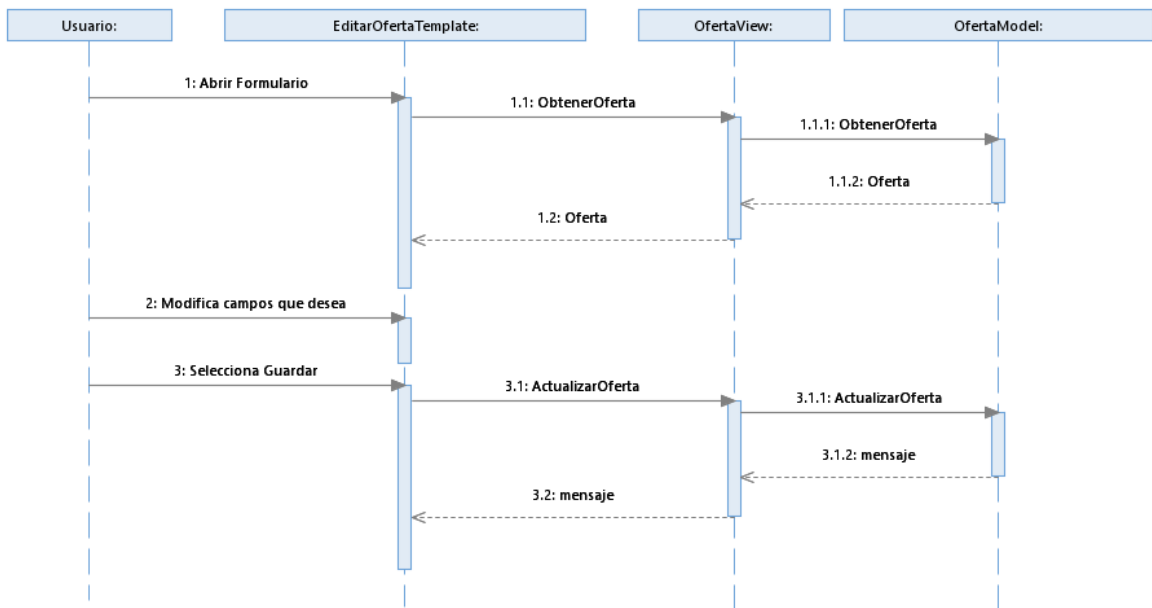 Usuario:
EditarOfertaTemplate:
OfertaView:
OfertaModel:
1: Abrir Formulario
1.1: ObtenerOferta
1.1.1: ObtenerOferta
1.1.2: Oferta
1.2: Oferta
2: Modifica campos que desea
3: Selecciona Guardar
3.1: ActualizarOferta
3.1.1: ActualizarOferta
3.1.2: mensaje
3.2: mensaje